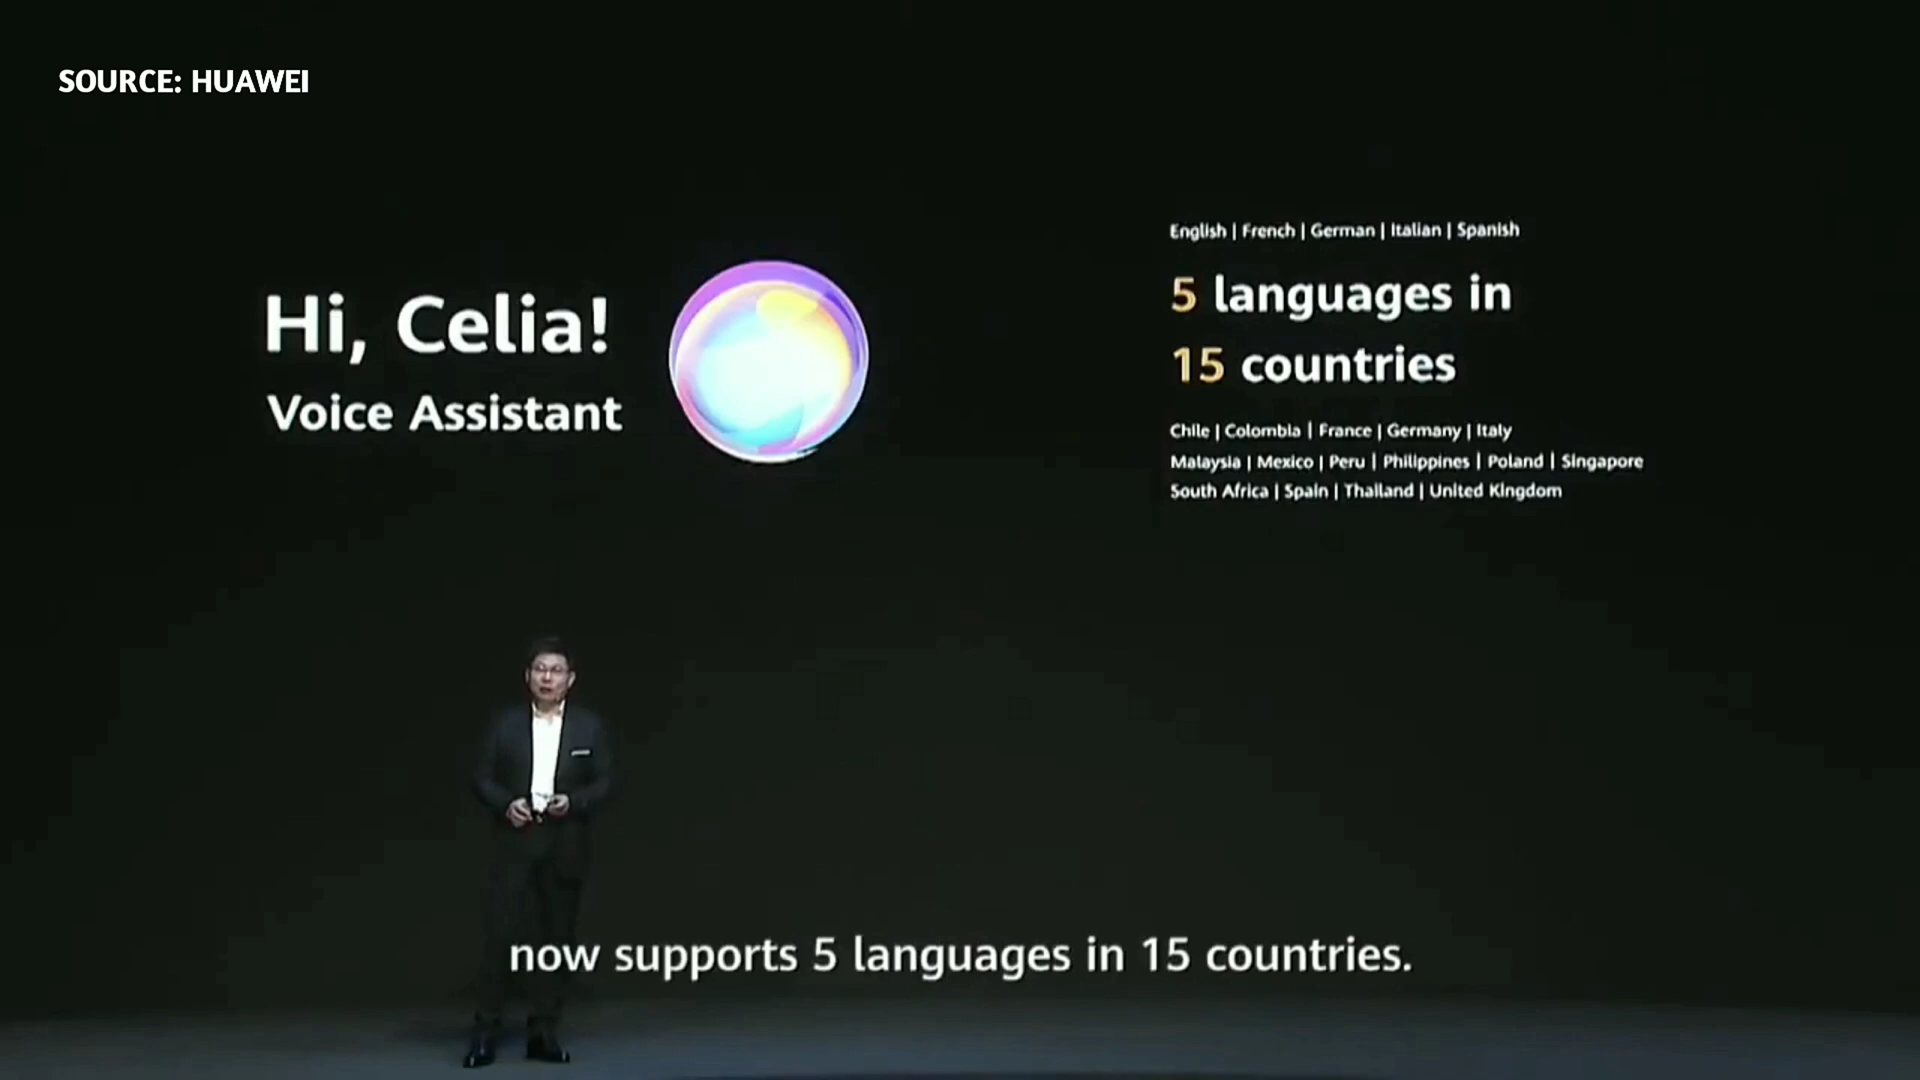 SOURCE: HUAWEI
Hi, Celia!
Voice Assistant
English | French | German | Italian | Spanish
5 languages in
15 countries
Chile | Colombia | France | Germany | Italy
Malaysia | Mexico | Peru | Philippines | Poland | Singapore
South Africa | Spain | Thailand | United Kingdom
now supports 5 languages in 15 countries.